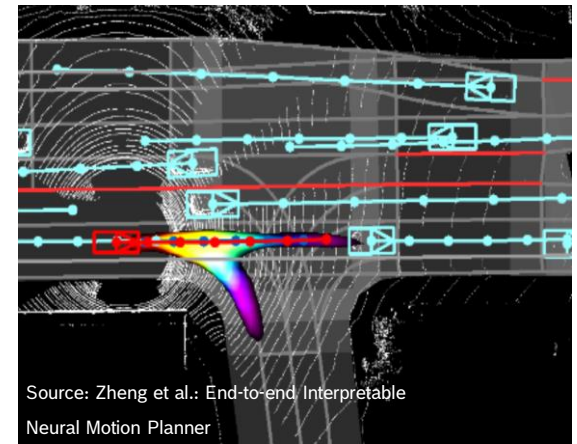 Source: Zheng et al.: End-to-end Interpretable
Neural Motion Planner